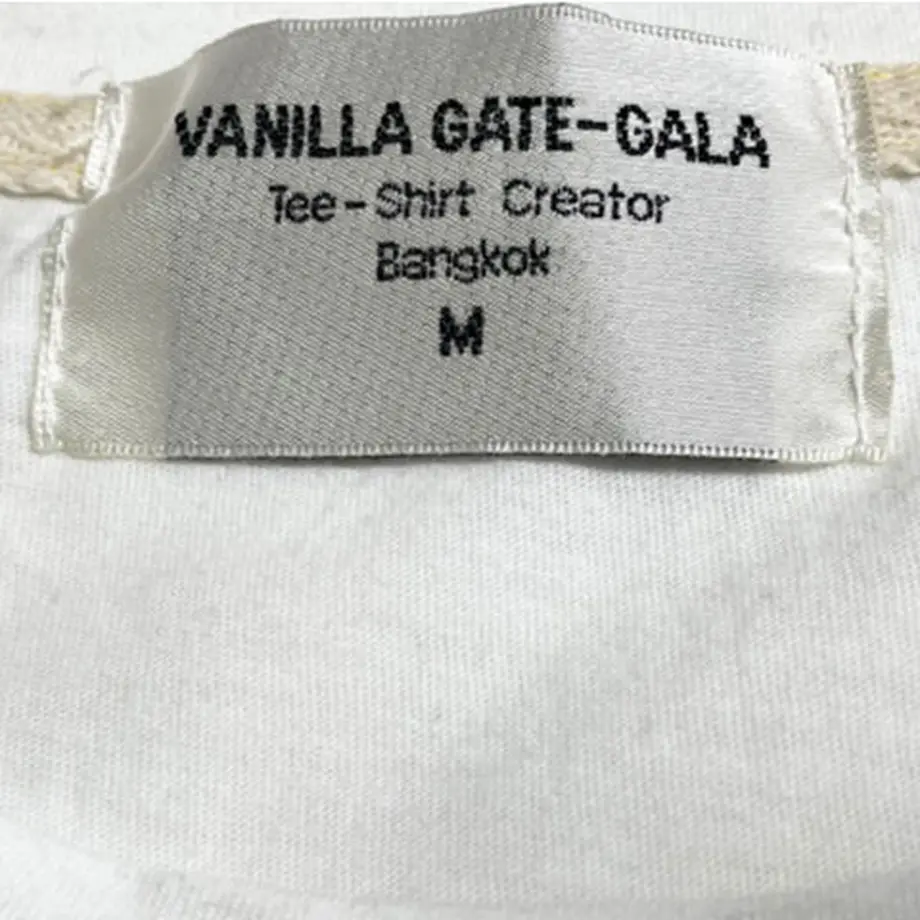 VANILLA GATE-GALA
Tee-Shirt Creator
Bangkok
M